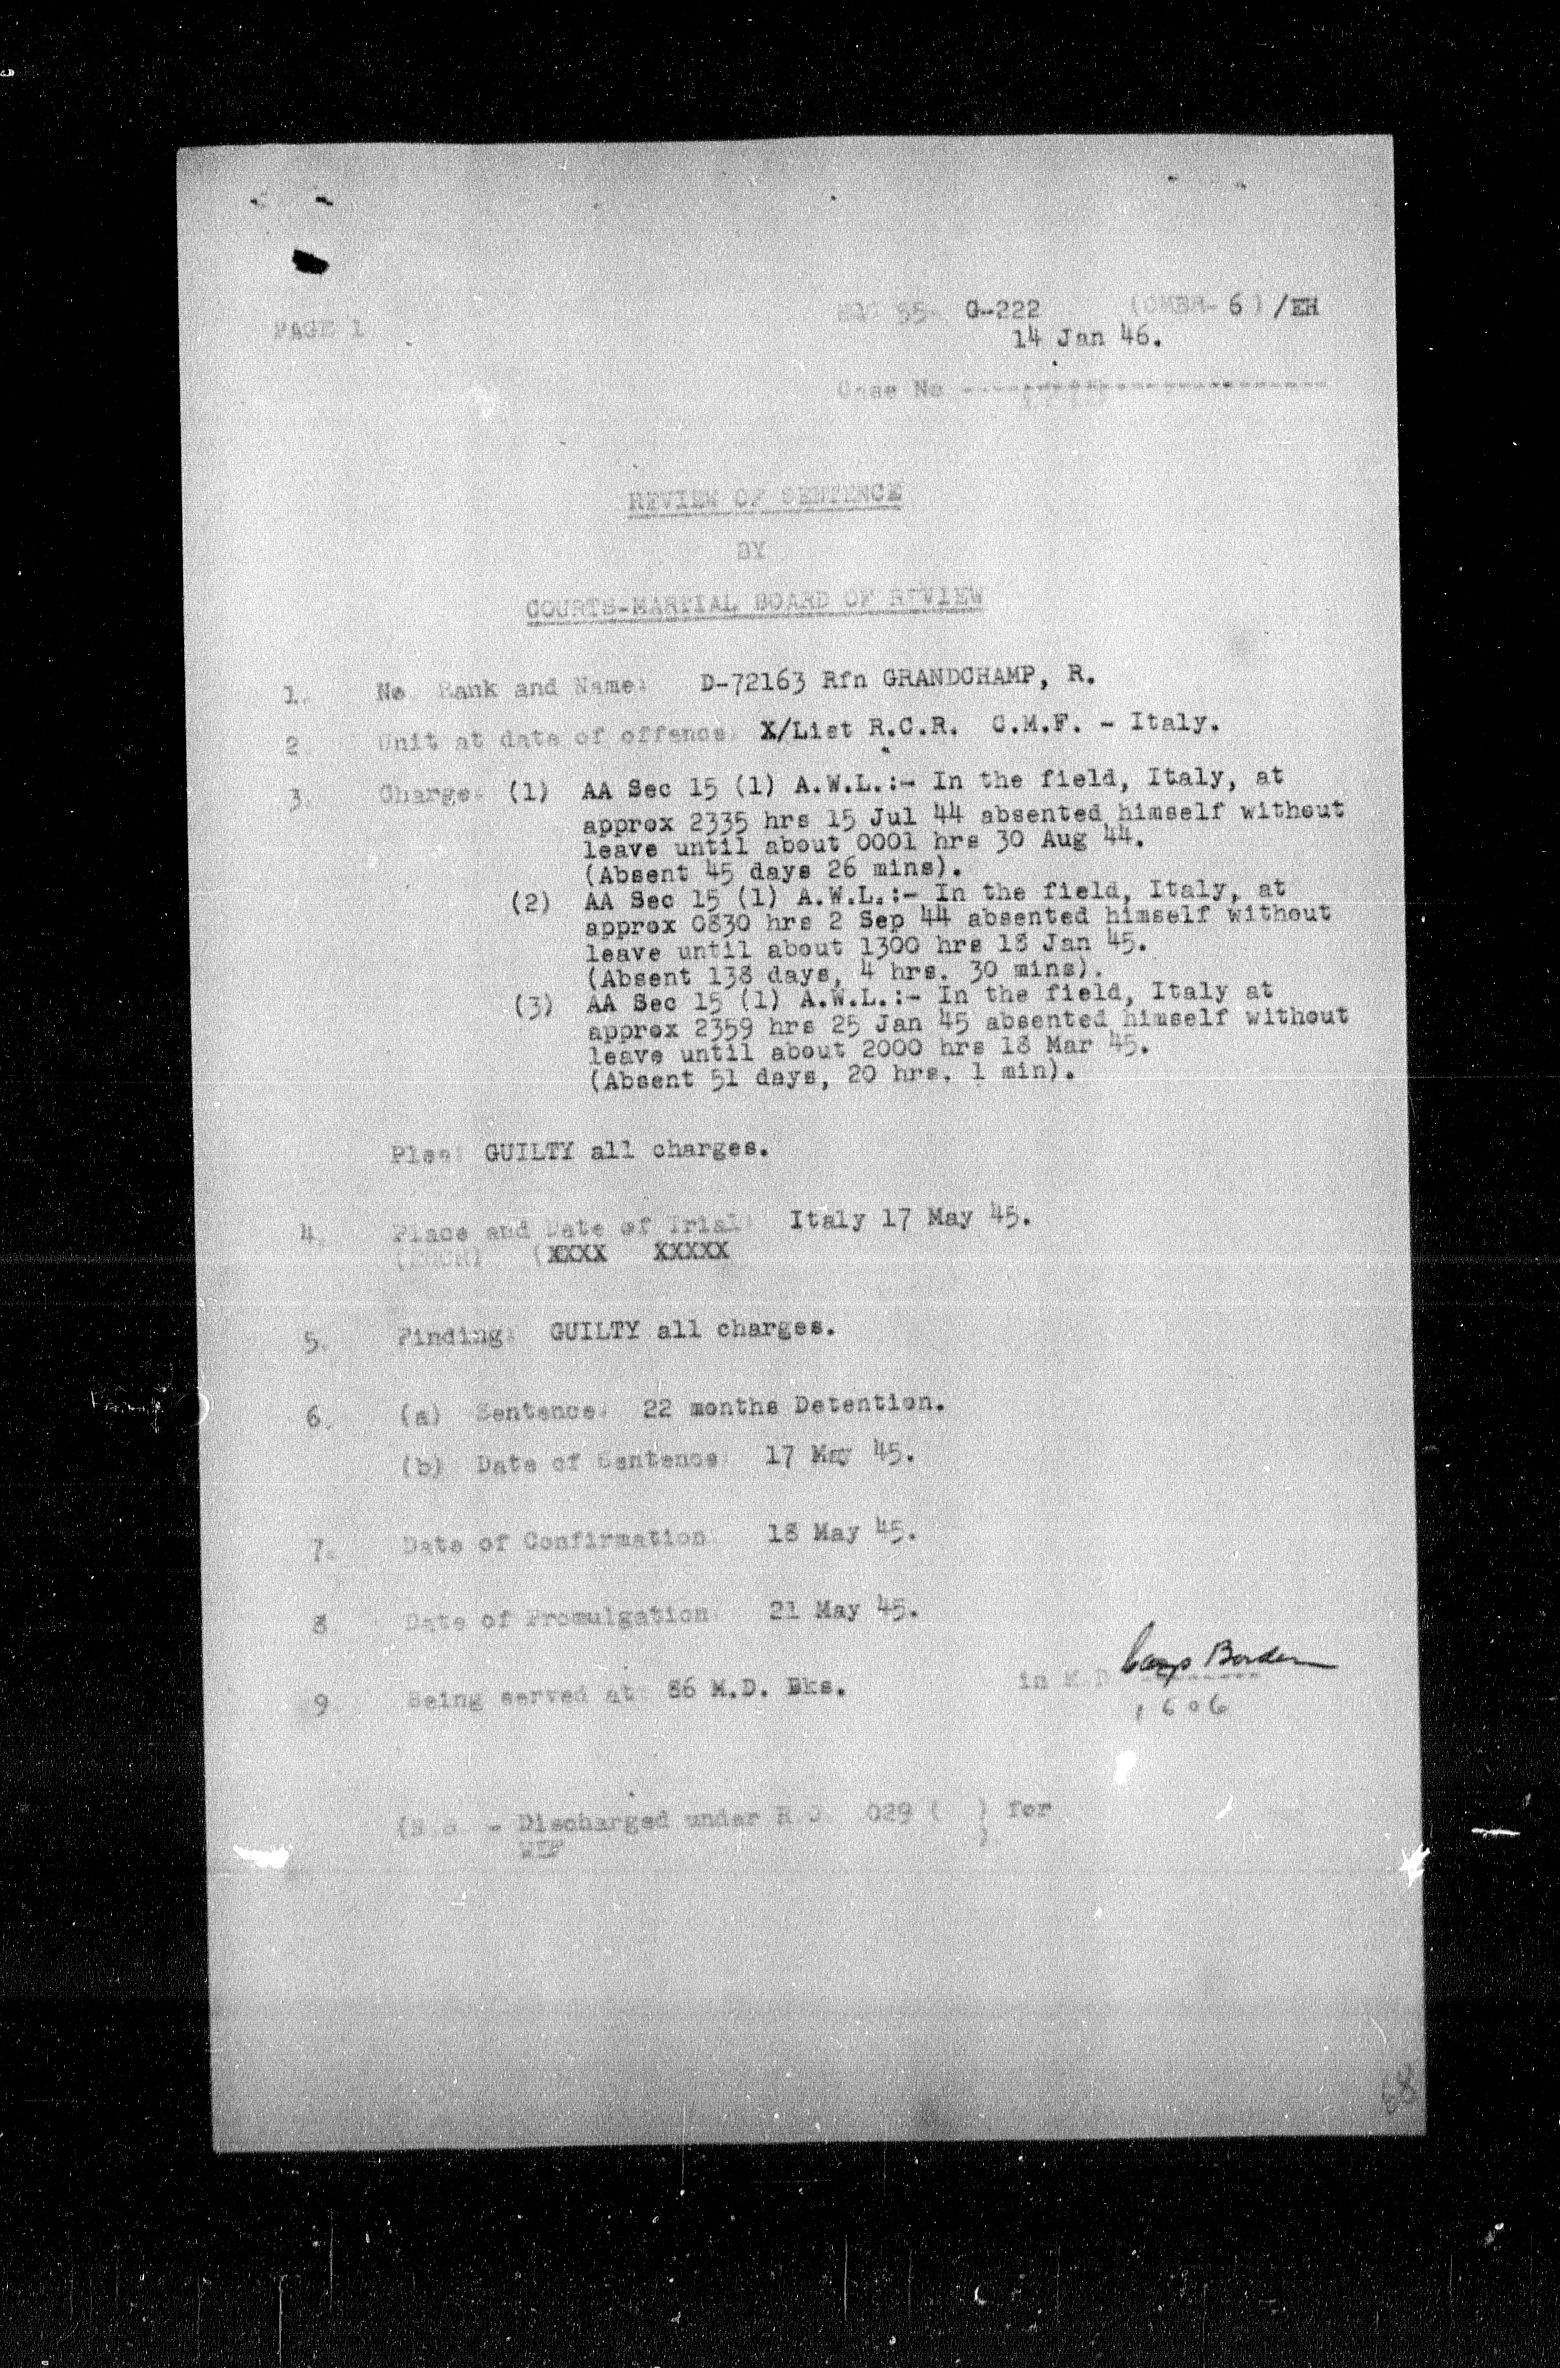 PAGE 1
HQC 55- G-222 (CMBR- 6) /EH
14 Jan 46.
Case No
REVIEW OF SENTENCE
BY
COURTS-MARTIAL BOARD OF REVIEW
1. No. Rank and Name: D-72163 Rfn GRANDCHAMP, R.
2. Unit at date of offence: X/List R.C.R. C.M.F. - Italy.
3. Charge: (1) AA Sec 15 (1) A.W.L.:- In the field, Italy, at
approx 2335 hrs 15 Jul 44 absented himself without
leave until about 0001 hrs 30 Aug 44.
(Absent 45 days 26 mins).
(2) AA Sec 15 (1) A.W.L.:- In the field, Italy, at
approx 0830 hrs 2 Sep 44 absented himself without
leave until about 1300 hrs 18 Jan 45.
(Absent 138 days, 4 hrs. 30 mins).
(3) AA Sec 15 (1) A.W.L.:- In the field, Italy at
approx 2359 hrs 25 Jan 45 absented himself without
leave until about 2000 hrs 18 Mar 45.
(Absent 51 days, 20 hrs. 1 min).
Plea: GUILTY all charges.
4. Place and Date of Trial: Italy 17 May 45.
(XXXX XXXXX
5. Finding: GUILTY all charges.
6. (a) Sentence: 22 months Detention.
(b) Date of Sentence: 17 May 45.
7. Date of Confirmation: 18 May 45.
8. Date of Promulgation: 21 May 45.
9. Being served at: 86 M.D. Bks. in M.D. Camp Borden
1606
(N.B. - Discharged under R.O. 029 ( ) for
)
68